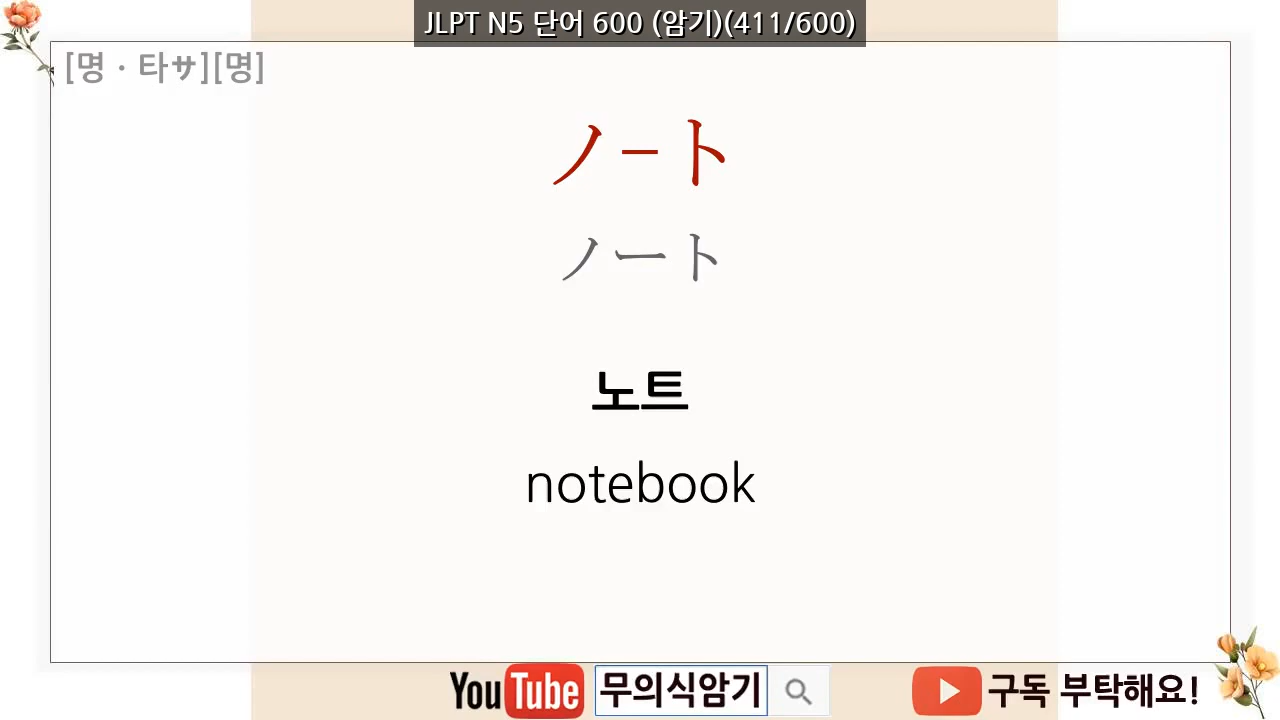 JLPT N5 단어 600 (암기)(411/600)
[명 · 타サ][명]
ノート
ノート
노트
notebook
YouTube 무의식암기 구독 부탁해요!